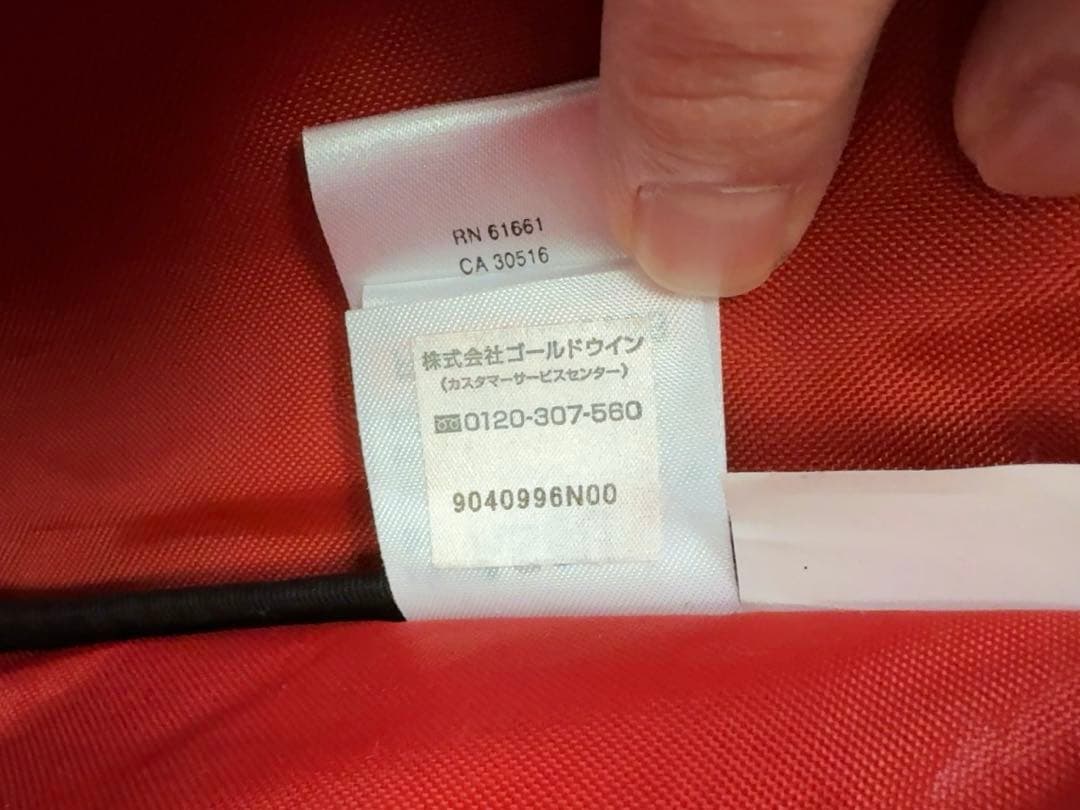 RN 61661
CA 30516
株式会社ゴールドウイン
(カスタマーサービスセンター)
0120-307-560
9040996N00